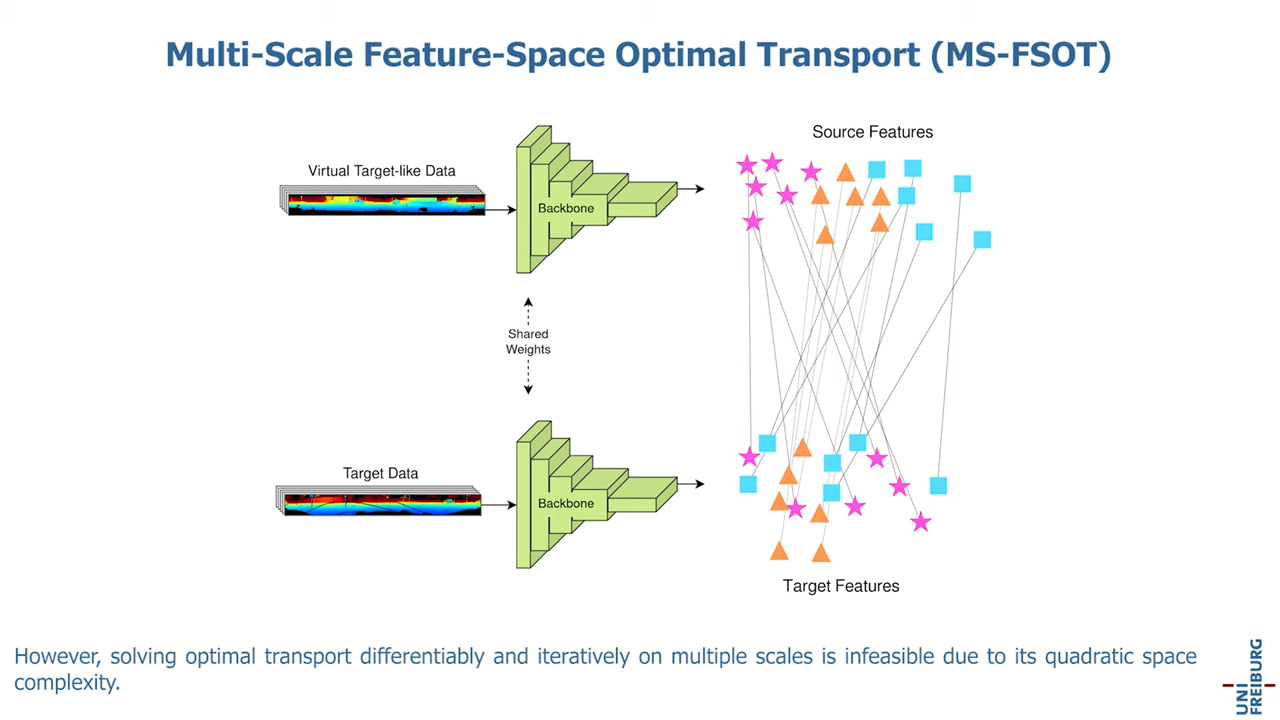 Multi-Scale Feature-Space Optimal Transport (MS-FSOT)
Source Features
Virtual Target-like Data
Backbone
Shared
Weights
Target Data
Backbone
Target Features
However, solving optimal transport differentiably and iteratively on multiple scales is infeasible due to its quadratic space
complexity.
UNI
FREIBURG